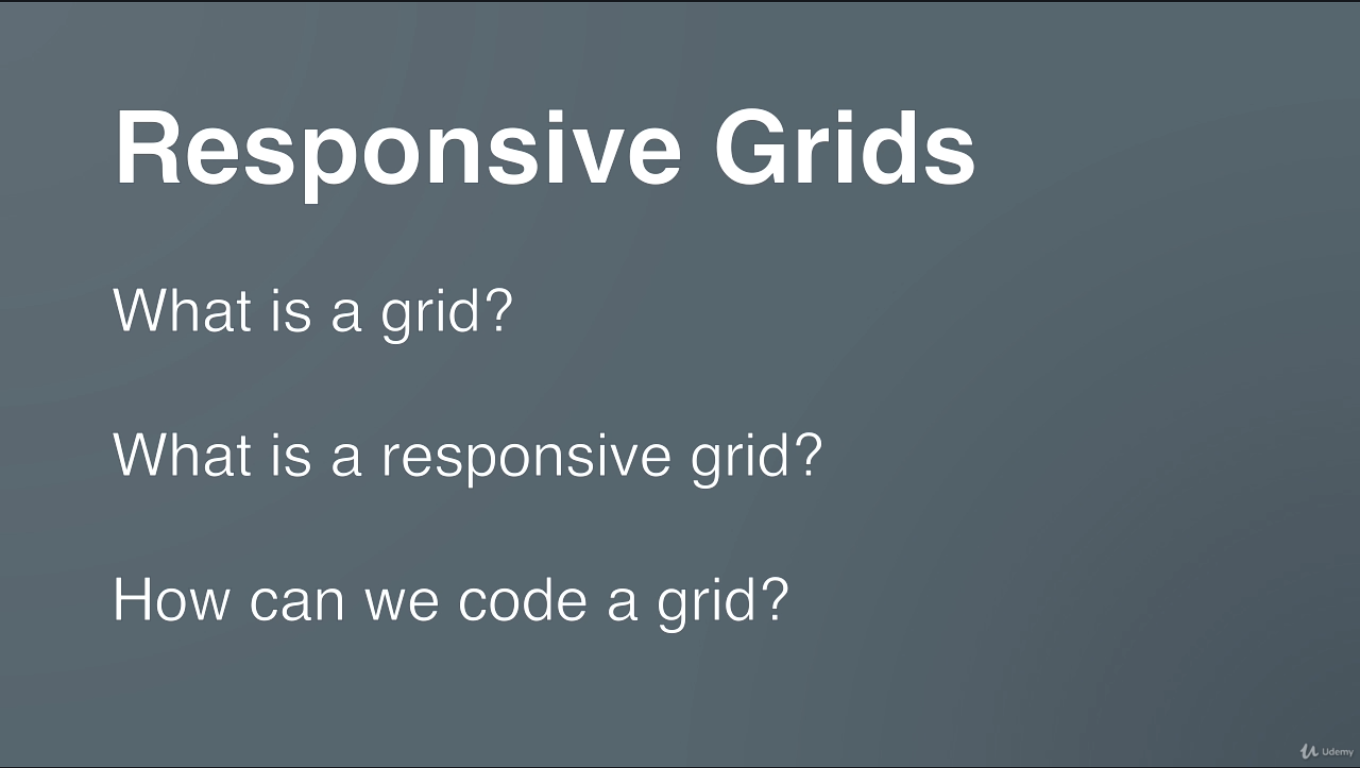 Responsive Grids
What is a grid?
What is a responsive grid?
How can we code a grid?
Udemy